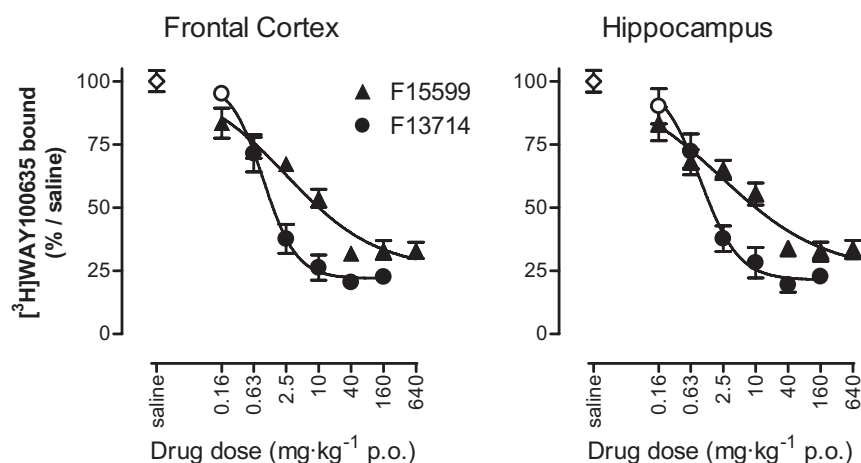 Frontal Cortex
[³H]WAY100635 bound
(% / saline)
100
75
50
25
0
F15599
F13714
saline
0.16
0.63
2.5
10
40
160
640
Drug dose (mg·kg⁻¹ p.o.)
Hippocampus
100
75
50
25
0
saline
0.16
0.63
2.5
10
40
160
640
Drug dose (mg·kg⁻¹ p.o.)